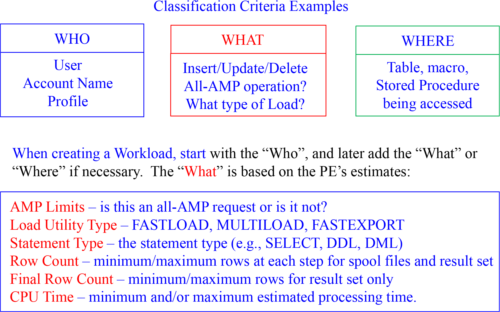 Classification Criteria Examples
WHO
User
Account Name
Profile
WHAT
Insert/Update/Delete
All-AMP operation?
What type of Load?
WHERE
Table, macro,
Stored Procedure
being accessed
When creating a Workload, start with the “Who”, and later add the “What” or
“Where” if necessary. The “What” is based on the PE’s estimates:
AMP Limits – is this an all-AMP request or is it not?
Load Utility Type – FASTLOAD, MULTILOAD, FASTEXPORT
Statement Type – the statement type (e.g., SELECT, DDL, DML)
Row Count – minimum/maximum rows at each step for spool files and result set
Final Row Count – minimum/maximum rows for result set only
CPU Time – minimum and/or maximum estimated processing time.